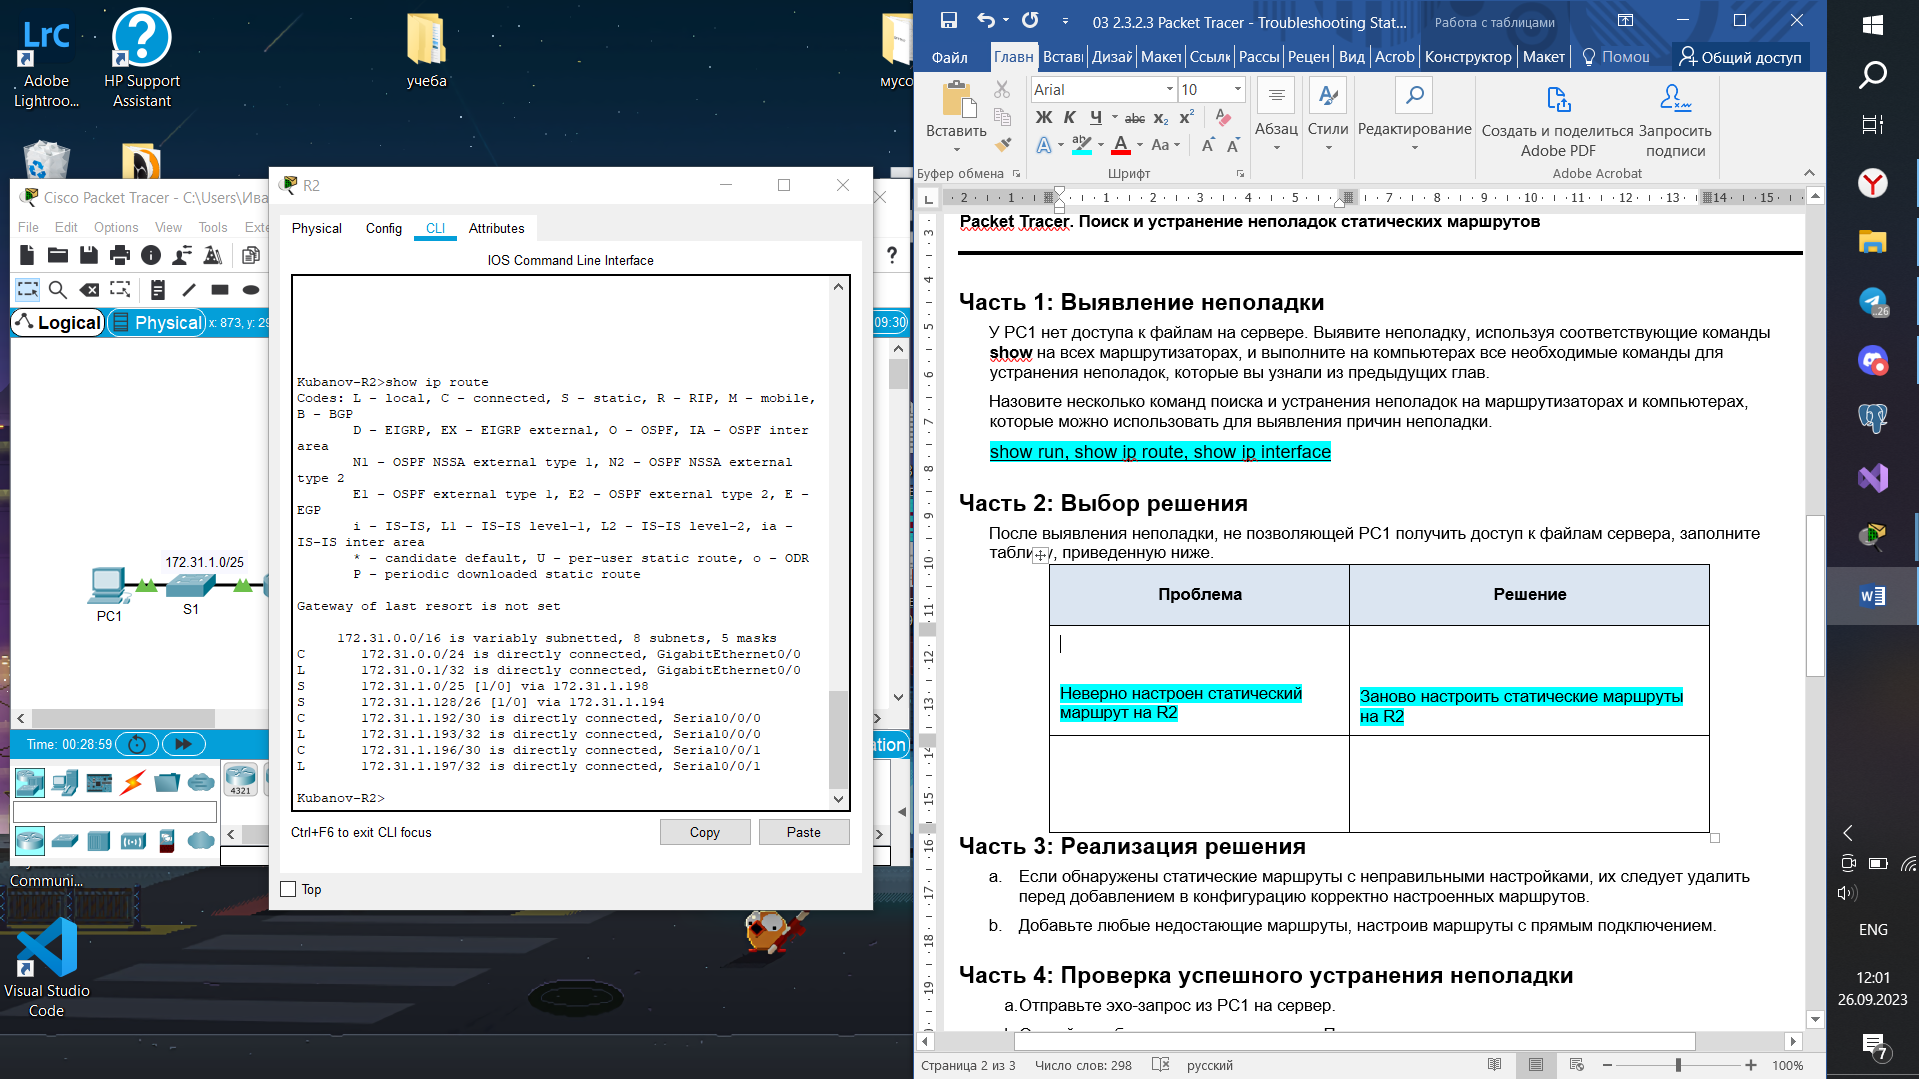 LrC
Adobe
Lightroo...
HP Support
Assistant
учеба
мусо
Cisco Packet Tracer - C:\Users\Ива
File Edit Options View Tools Exte
Logical
Physical
x: 873, y: 29
09:30
172.31.1.0/25
PC1
S1
Time: 00:28:59
ation
4321
Communi...
Visual Studio
Code
R2
Physical Config CLI Attributes
IOS Command Line Interface
Kubanov-R2>show ip route
Codes: L - local, C - connected, S - static, R - RIP, M - mobile,
B - BGP
D - EIGRP, EX - EIGRP external, O - OSPF, IA - OSPF inter
area
N1 - OSPF NSSA external type 1, N2 - OSPF NSSA external
type 2
E1 - OSPF external type 1, E2 - OSPF external type 2, E -
EGP
i - IS-IS, L1 - IS-IS level-1, L2 - IS-IS level-2, ia -
IS-IS inter area
* - candidate default, U - per-user static route, o - ODR
P - periodic downloaded static route
Gateway of last resort is not set
172.31.0.0/16 is variably subnetted, 8 subnets, 5 masks
C 172.31.0.0/24 is directly connected, GigabitEthernet0/0
L 172.31.0.1/32 is directly connected, GigabitEthernet0/0
S 172.31.1.0/25 [1/0] via 172.31.1.198
S 172.31.1.128/26 [1/0] via 172.31.1.194
C 172.31.1.192/30 is directly connected, Serial0/0/0
L 172.31.1.193/32 is directly connected, Serial0/0/0
C 172.31.1.196/30 is directly connected, Serial0/0/1
L 172.31.1.197/32 is directly connected, Serial0/0/1
Kubanov-R2>
Ctrl+F6 to exit CLI focus
Copy
Paste
Top
03 2.3.2.3 Packet Tracer - Troubleshooting Stat...
Работа с таблицами
Файл Главн Вставı Дизай Макет Ссылк Рассы Рецен Вид Acrob Конструктор Макет Помощ Общий доступ
Arial 10
Вставить
Ж К Ч abc x₂ x²
Aa
Абзац
Стили
Редактирование
Создать и поделиться
Adobe PDF
Запросить
подписи
Буфер обмена
Шрифт
Adobe Acrobat
Packet Tracer. Поиск и устранение неполадок статических маршрутов
Часть 1: Выявление неполадки
У PC1 нет доступа к файлам на сервере. Выявите неполадку, используя соответствующие команды
show на всех маршрутизаторах, и выполните на компьютерах все необходимые команды для
устранения неполадок, которые вы узнали из предыдущих глав.
Назовите несколько команд поиска и устранения неполадок на маршрутизаторах и компьютерах,
которые можно использовать для выявления причин неполадки.
show run, show ip route, show ip interface
Часть 2: Выбор решения
После выявления неполадки, не позволяющей PC1 получить доступ к файлам сервера, заполните
таблицу, приведенную ниже.
Проблема
Решение
Неверно настроен статический
маршрут на R2
Заново настроить статические маршруты
на R2
Часть 3: Реализация решения
a. Если обнаружены статические маршруты с неправильными настройками, их следует удалить
перед добавлением в конфигурацию корректно настроенных маршрутов.
b. Добавьте любые недостающие маршруты, настроив маршруты с прямым подключением.
Часть 4: Проверка успешного устранения неполадки
a. Отправьте эхо-запрос из PC1 на сервер.
Страница 2 из 3
Число слов: 298
русский
100%
26
ENG
12:01
26.09.2023
7